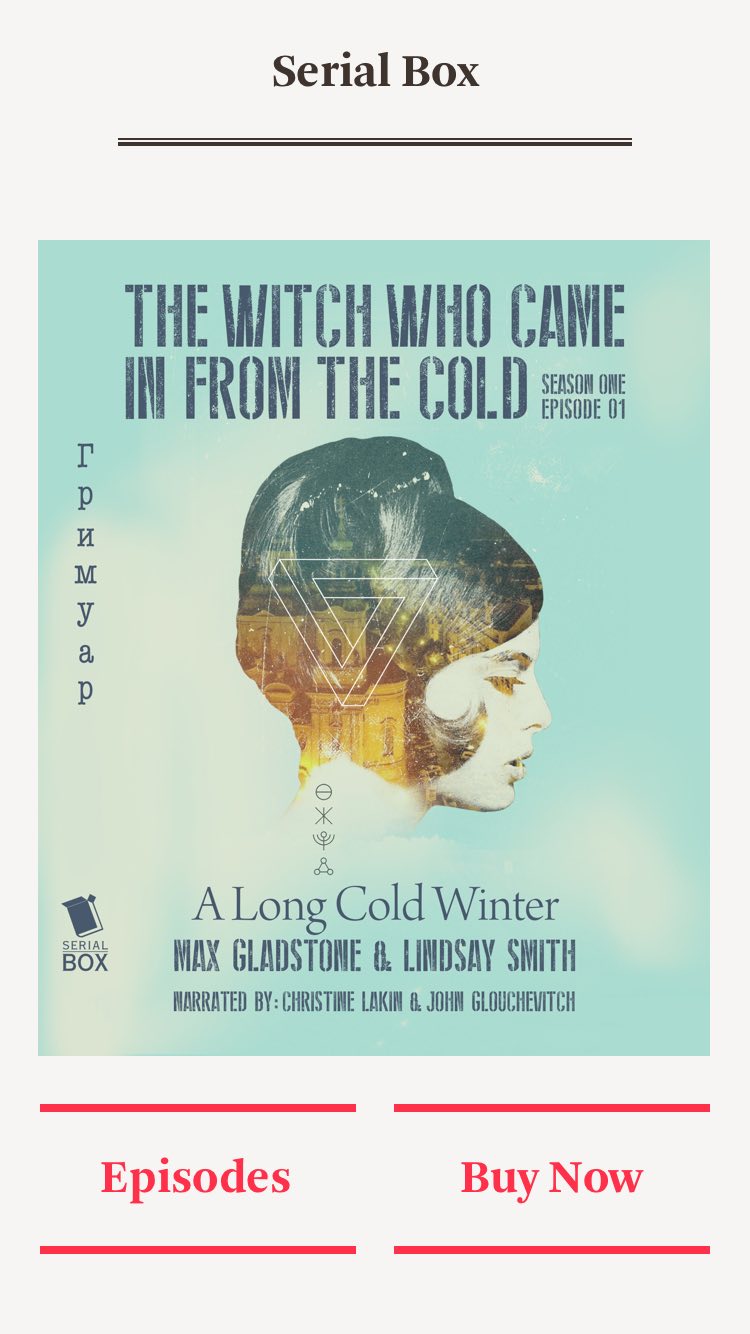 Serial Box
THE WITCH WHO CAME
IN FROM THE COLD
SEASON ONE
EPISODE 01
Гримуар
A Long Cold Winter
MAX GLADSTONE & LINDSAY SMITH
NARRATED BY: CHRISTINE LAKIN & JOHN GLOUCHEVITCH
SERIAL
BOX
Episodes
Buy Now